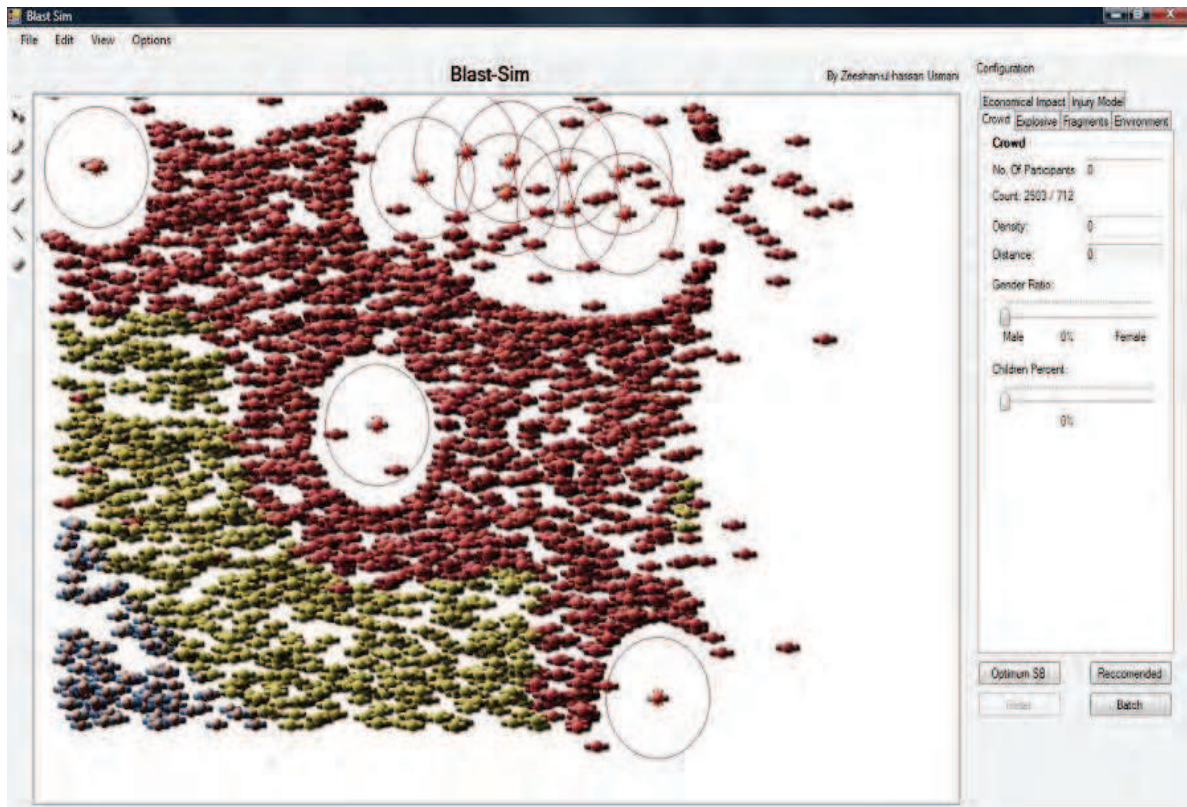 Blast Sim
File Edit View Options
Blast-Sim
By Zeeshan-ul-hassan Usmani
Configuration
Economical Impact Injury Model
Crowd Explosive Fragments Environment
Crowd
No. Of Participants 0
Count: 2503 / 712
Density: 0
Distance: 0
Gender Ratio:
Male 0% Female
Children Percent:
0%
Optimum SB Reccomended
Batch